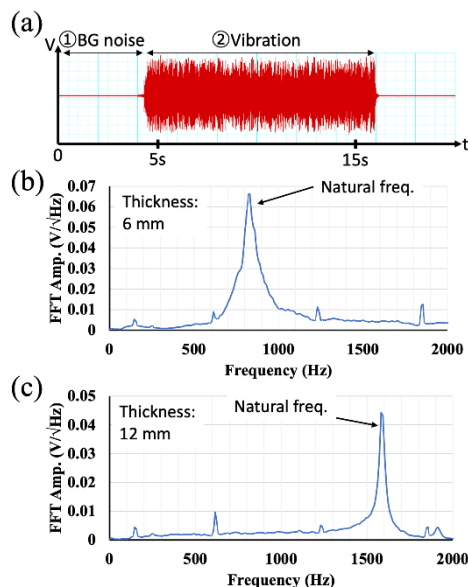 (a)
V ①BG noise ②Vibration
0 5s 15s t
(b)
0.07
0.06
0.05
0.04
0.03
0.02
0.01
0
FFT Amp. (V/√Hz)
Thickness:
6 mm
Natural freq.
0 500 1000 1500 2000
Frequency (Hz)
(c)
0.05
0.04
0.03
0.02
0.01
0
FFT Amp. (V/√Hz)
Thickness:
12 mm
Natural freq.
0 500 1000 1500 2000
Frequency (Hz)